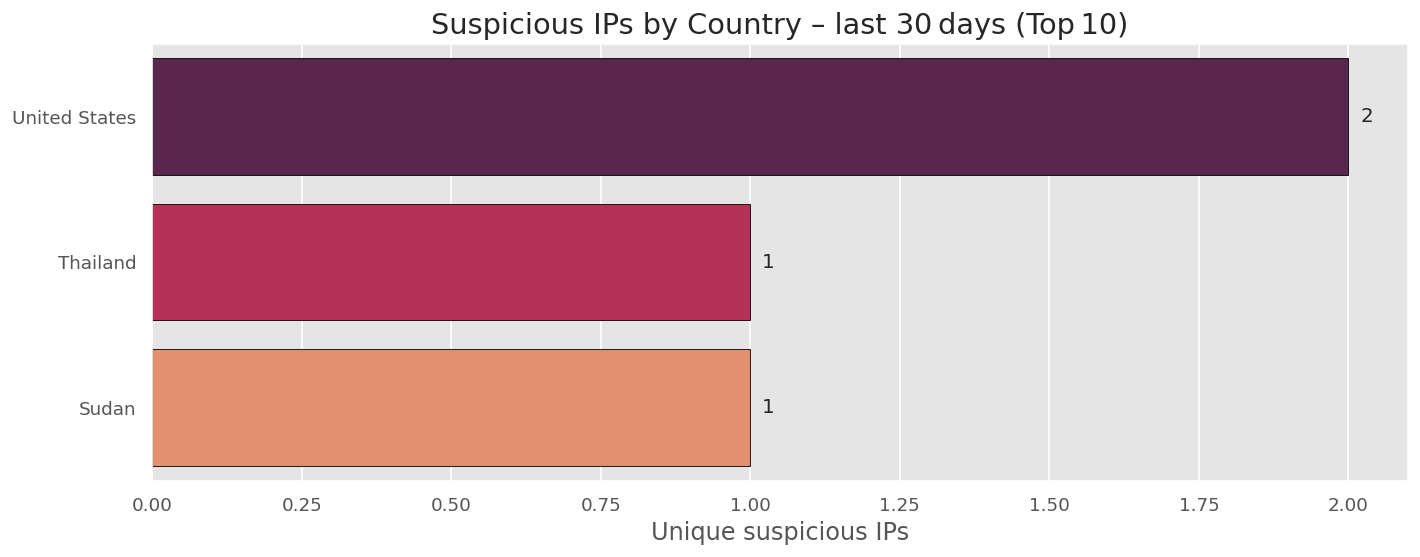 Suspicious IPs by Country – last 30 days (Top 10)
United States
2
Thailand
1
Sudan
1
0.00 0.25 0.50 0.75 1.00 1.25 1.50 1.75 2.00
Unique suspicious IPs